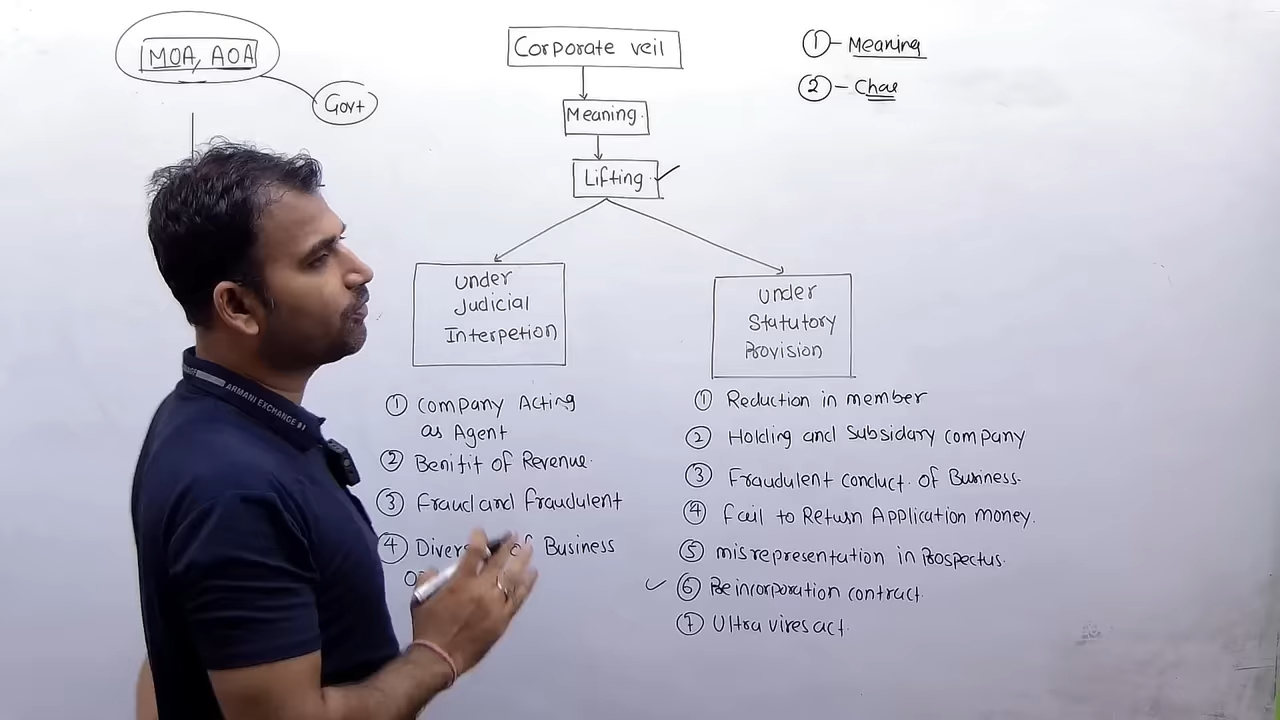 MOA, AOA
Govt
Corporate veil
Meaning.
Lifting
① - Meaning
② - Char
Under
Judicial
Interpetion
① Company Acting
as Agent
② Benifit of Revenue.
③ Fraud and fraudulent
④ of Business
Under
Statutory
Provision
① Reduction in member
② Holding and Subsidary company
③ Fraudulent conduct of Business.
④ Fail to Return Application money.
⑤ misrepresentation in Prospectus.
⑥ Preincorporation contract.
⑦ Ultra vires act.
ARMANI EXCHANGE